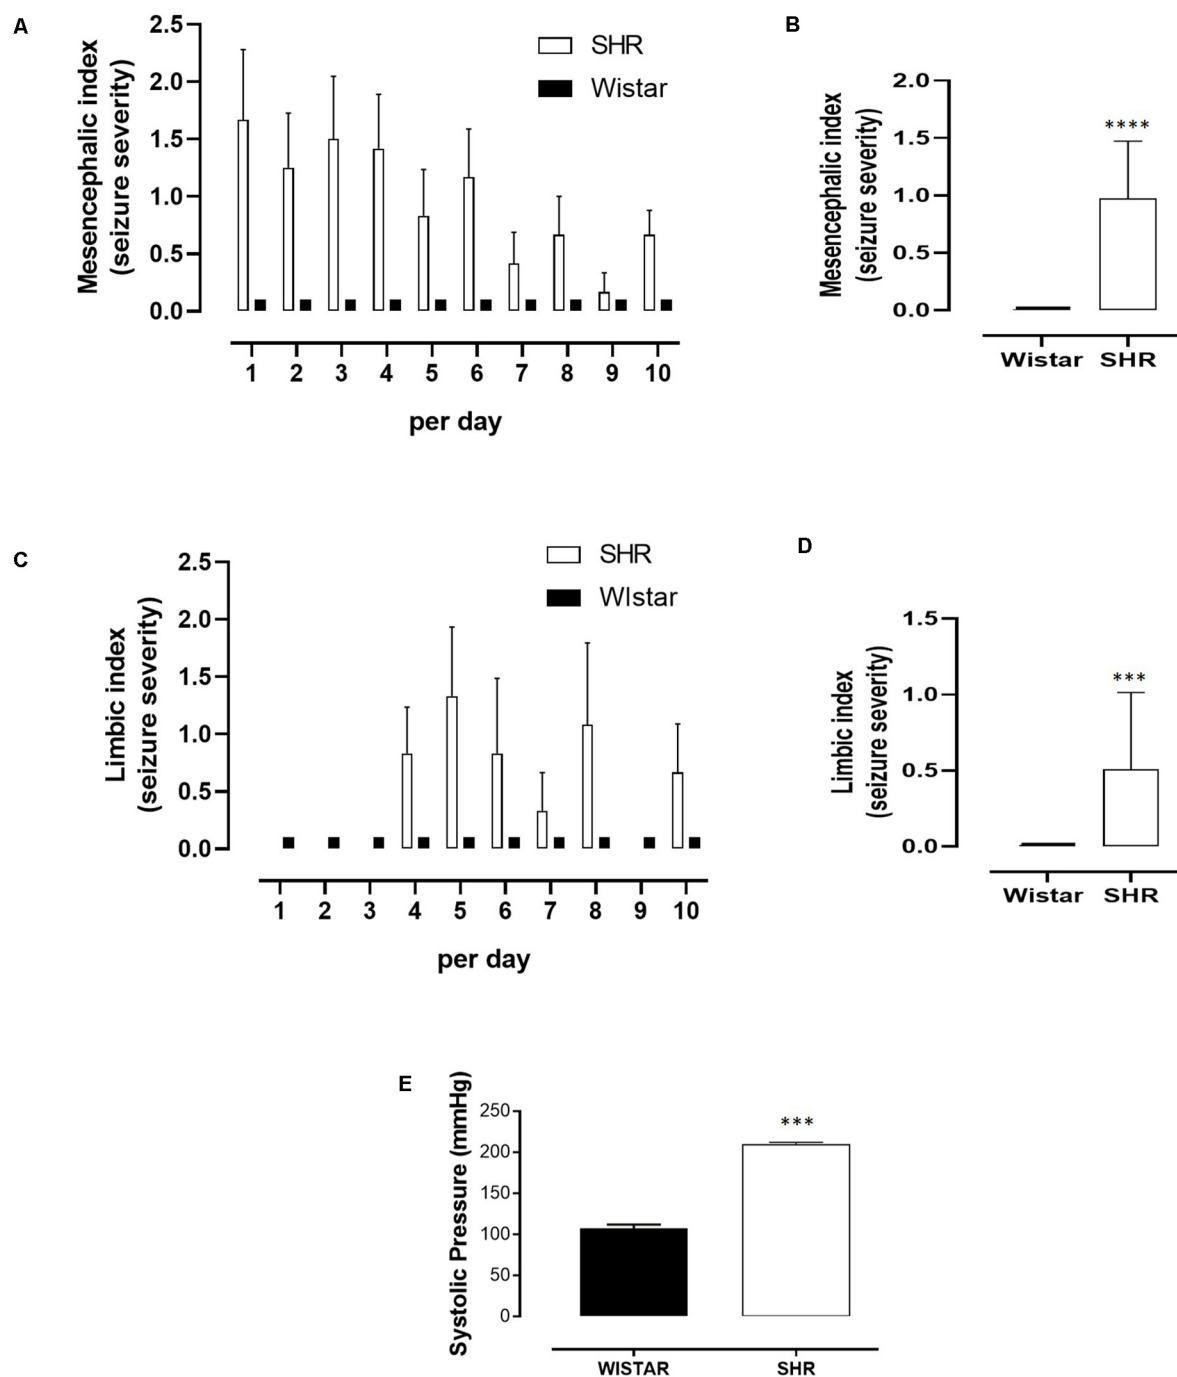 A
Mesencephalic index
(seizure severity)
2.5
2.0
1.5
1.0
0.5
0.0
SHR
Wistar
1 2 3 4 5 6 7 8 9 10
per day
B
Mesencephalic index
(seizure severity)
2.0
1.5
1.0
0.5
0.0
****
Wistar SHR
C
Limbic index
(seizure severity)
2.5
2.0
1.5
1.0
0.5
0.0
SHR
WIstar
1 2 3 4 5 6 7 8 9 10
per day
D
Limbic index
(seizure severity)
1.5
1.0
0.5
0.0
***
Wistar SHR
E
Systolic Pressure (mmHg)
250
200
150
100
50
0
***
WISTAR SHR